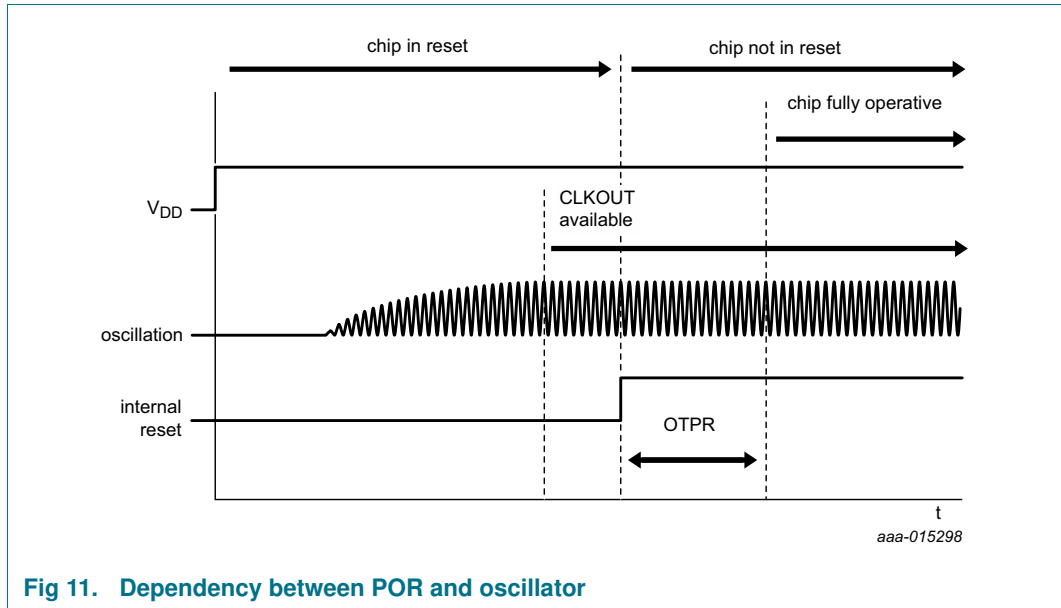 chip in reset
chip not in reset
chip fully operative
VDD
CLKOUT
available
oscillation
internal
reset
OTPR
t
aaa-015298
Fig 11. Dependency between POR and oscillator